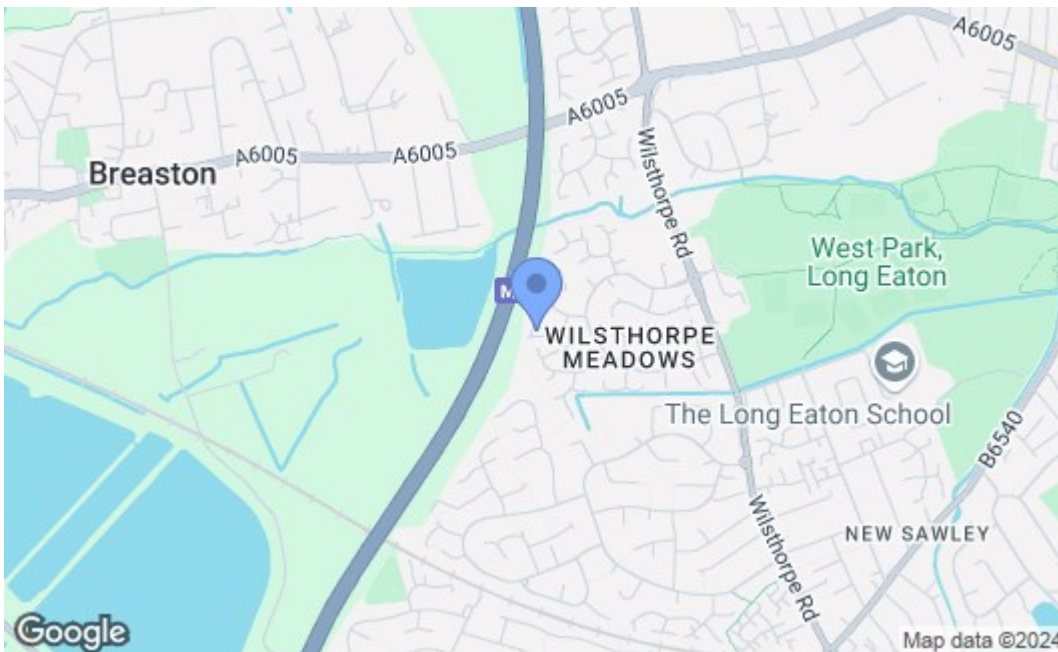 A6005
A6005
Breaston
A6005
A6005
Wilsthorpe Rd
West Park,
Long Eaton
M
WILSTHORPE
MEADOWS
The Long Eaton School
B6540
Wilsthorpe Rd
NEW SAWLEY
Google
Map data ©2024